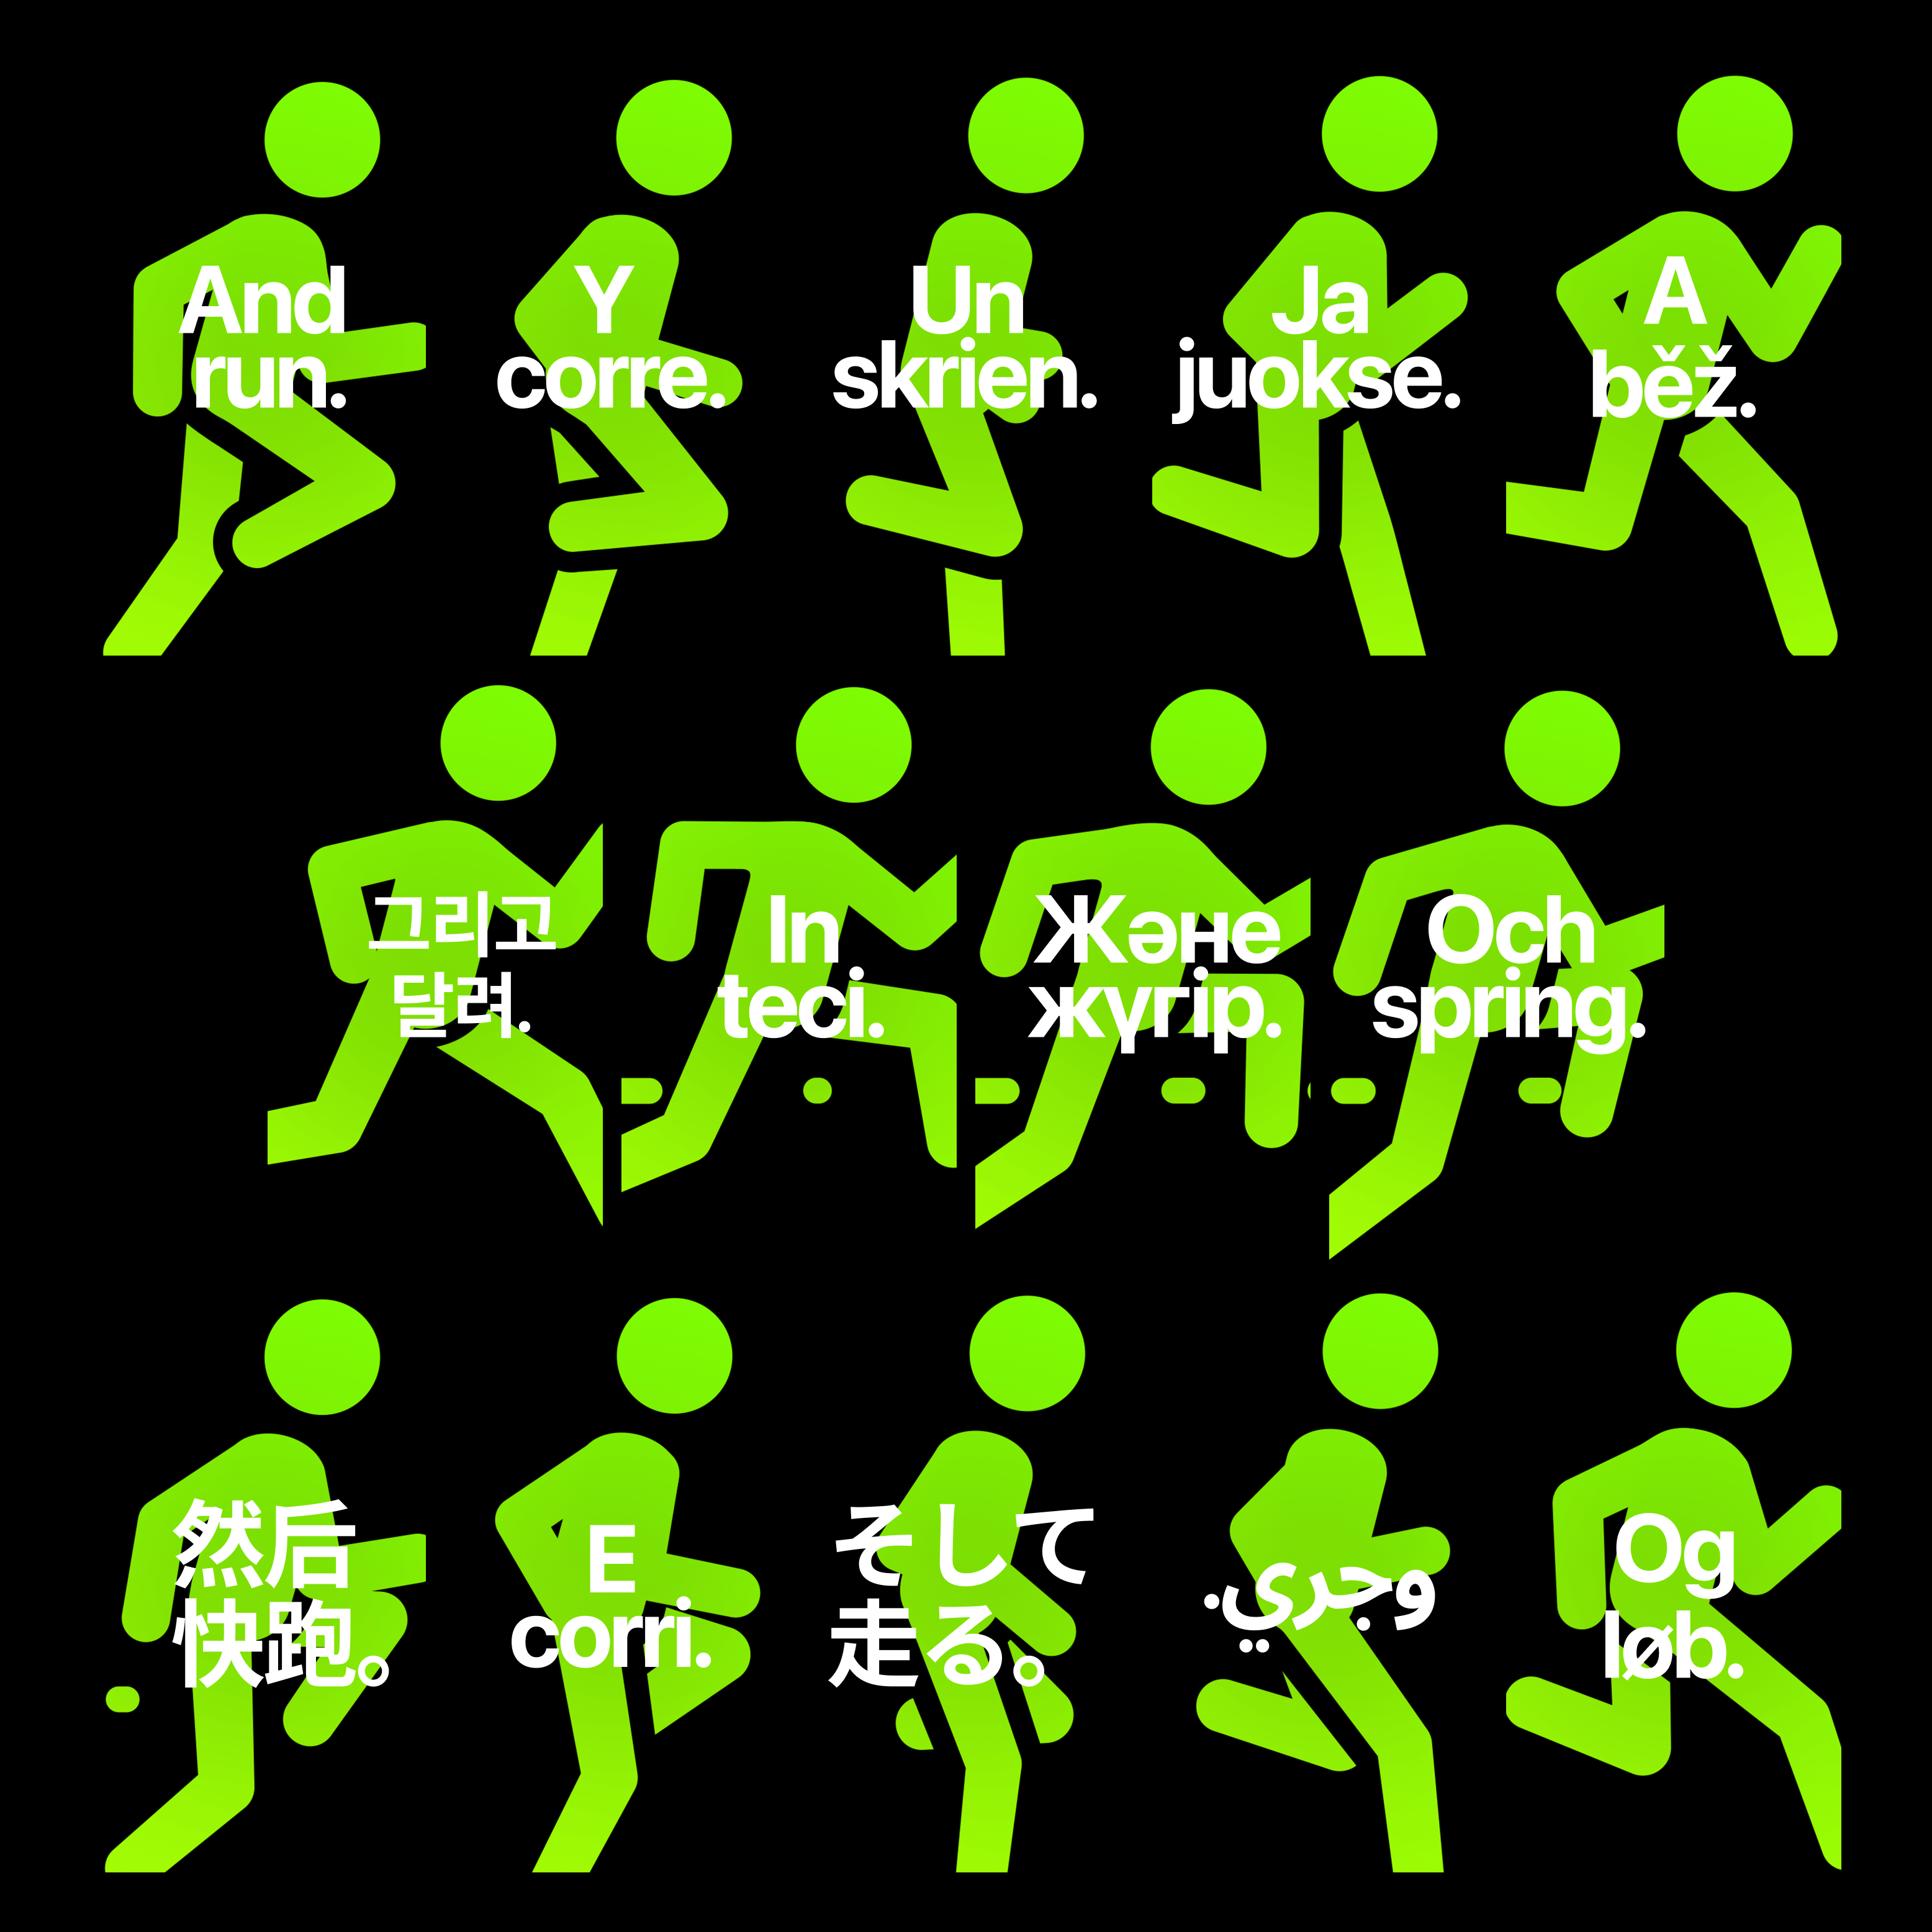 And
run.
Y
corre.
Un
skrien.
Ja
juokse.
A
běž.
그리고
달려.
In
teci.
Және
жүгір.
Och
spring.
然后
快跑。
E
corri.
そして
走る。
واجري.
Og
løb.